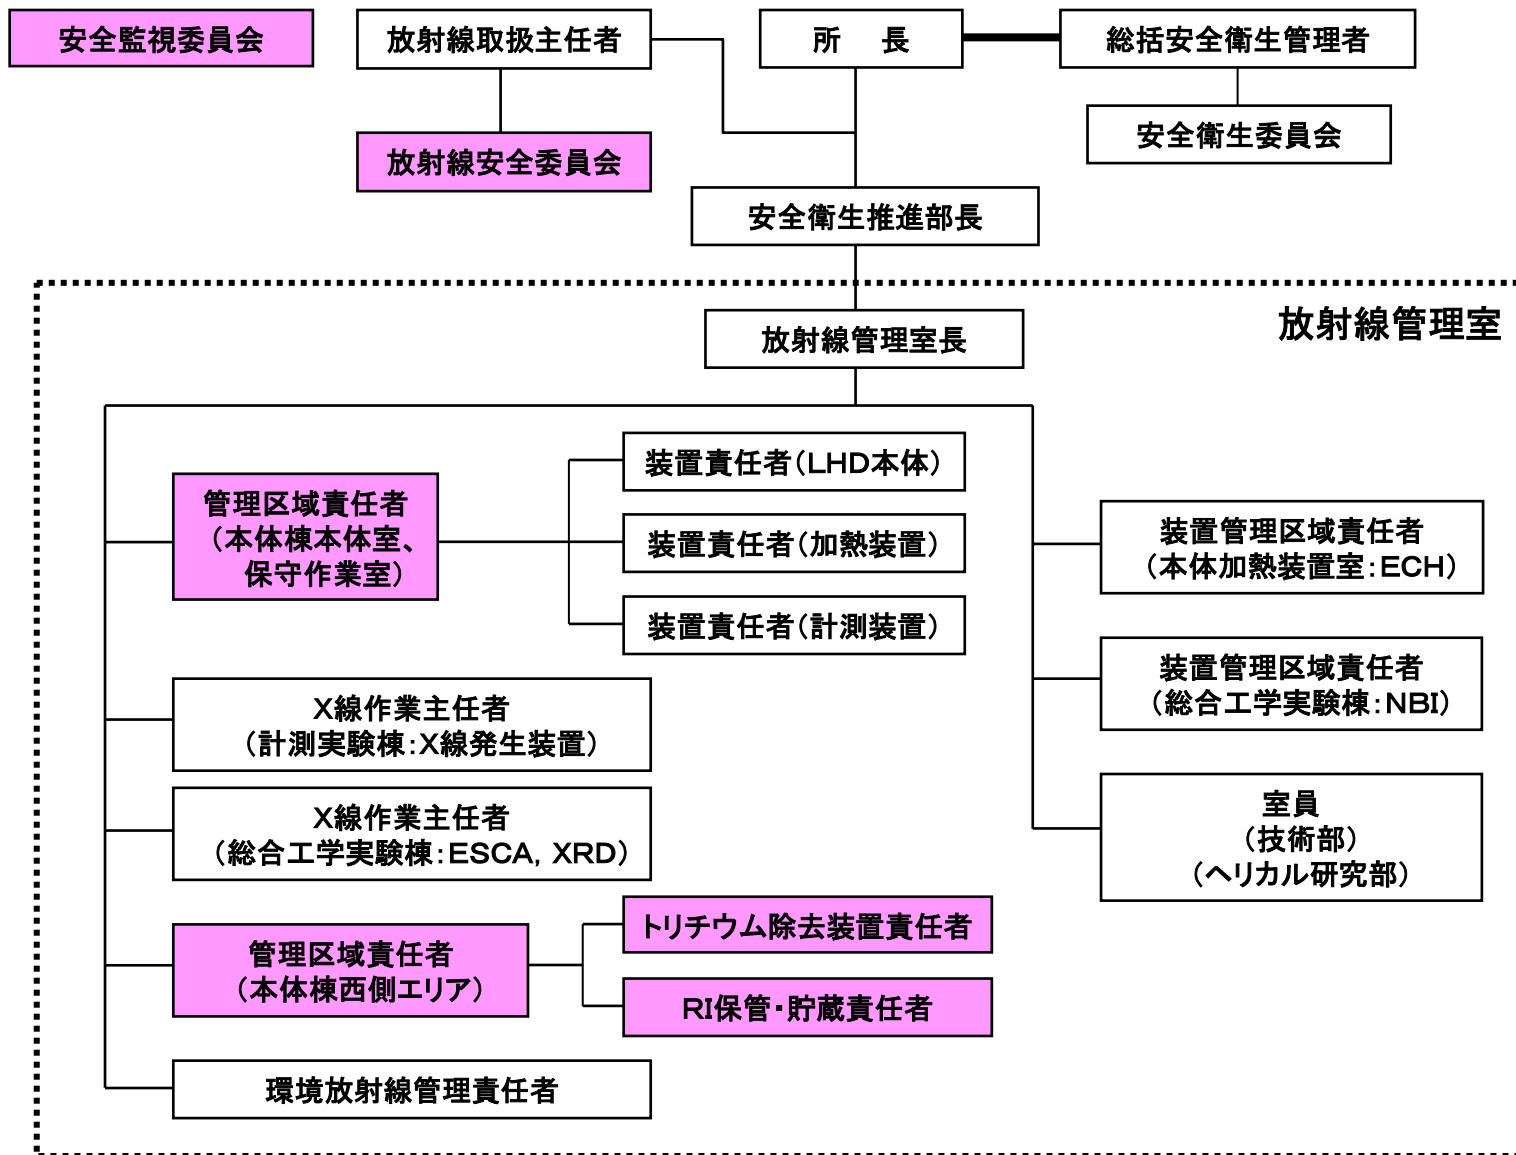 安全監視委員会
放射線取扱主任者
所　長
総括安全衛生管理者
安全衛生委員会
放射線安全委員会
安全衛生推進部長
放射線管理室
放射線管理室長
管理区域責任者
（本体棟本体室、
保守作業室）
装置責任者（LHD本体）
装置責任者（加熱装置）
装置責任者（計測装置）
X線作業主任者
（計測実験棟：X線発生装置）
X線作業主任者
（総合工学実験棟：ESCA, XRD）
管理区域責任者
（本体棟西側エリア）
トリチウム除去装置責任者
RI保管・貯蔵責任者
環境放射線管理責任者
装置管理区域責任者
（本体加熱装置室：ECH）
装置管理区域責任者
（総合工学実験棟：NBI）
室員
（技術部）
（ヘリカル研究部）